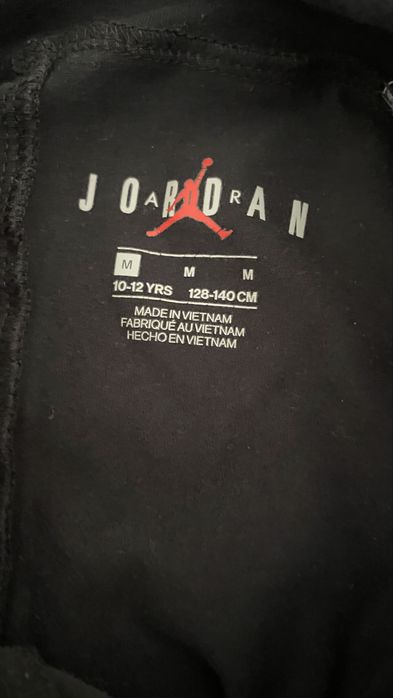 JORDAN
AIR
M M M
10-12 YRS 128-140 CM
MADE IN VIETNAM
FABRIQUÉ AU VIETNAM
HECHO EN VIETNAM